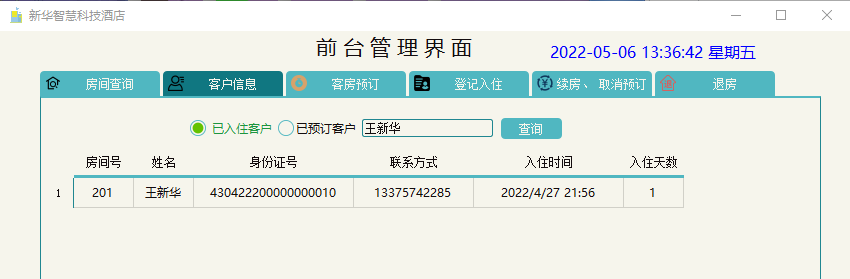 新华智慧科技酒店
前台管理界面
2022-05-06 13:36:42 星期五
房间查询 客户信息 客房预订 登记入住 续房、 取消预订 退房
已入住客户 已预订客户 王新华 查询
房间号 姓名 身份证号 联系方式 入住时间 入住天数
1 201 王新华 430422200000000010 13375742285 2022/4/27 21:56 1